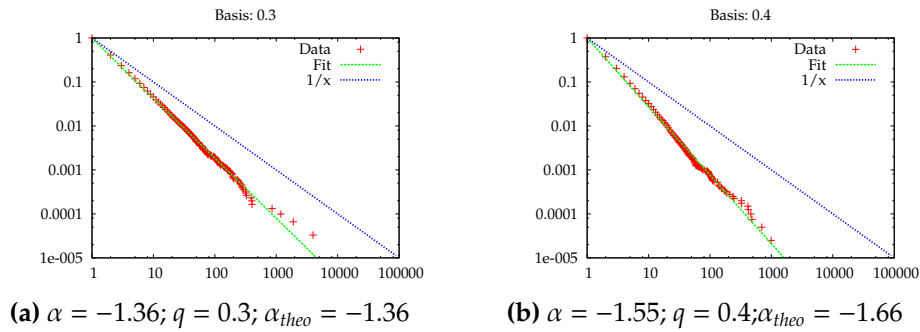 Basis: 0.3
1
0.1
0.01
0.001
0.0001
1e-005
1 10 100 1000 10000 100000
Data
Fit
1/x
(a) α = −1.36; q = 0.3; α_theo = −1.36
Basis: 0.4
1
0.1
0.01
0.001
0.0001
1e-005
1 10 100 1000 10000 100000
Data
Fit
1/x
(b) α = −1.55; q = 0.4;α_theo = −1.66